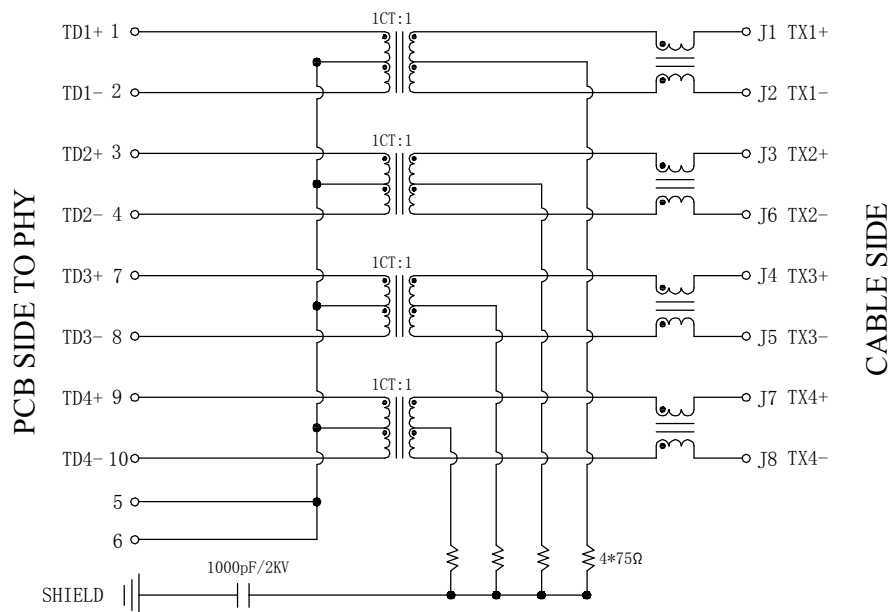 1CT:1
TD1+ 1
J1 TX1+
TD1- 2
J2 TX1-
1CT:1
TD2+ 3
J3 TX2+
TD2- 4
J6 TX2-
PCB SIDE TO PHY
CABLE SIDE
1CT:1
TD3+ 7
J4 TX3+
TD3- 8
J5 TX3-
1CT:1
TD4+ 9
J7 TX4+
TD4- 10
J8 TX4-
5
6
1000pF/2KV
4*75Ω
SHIELD